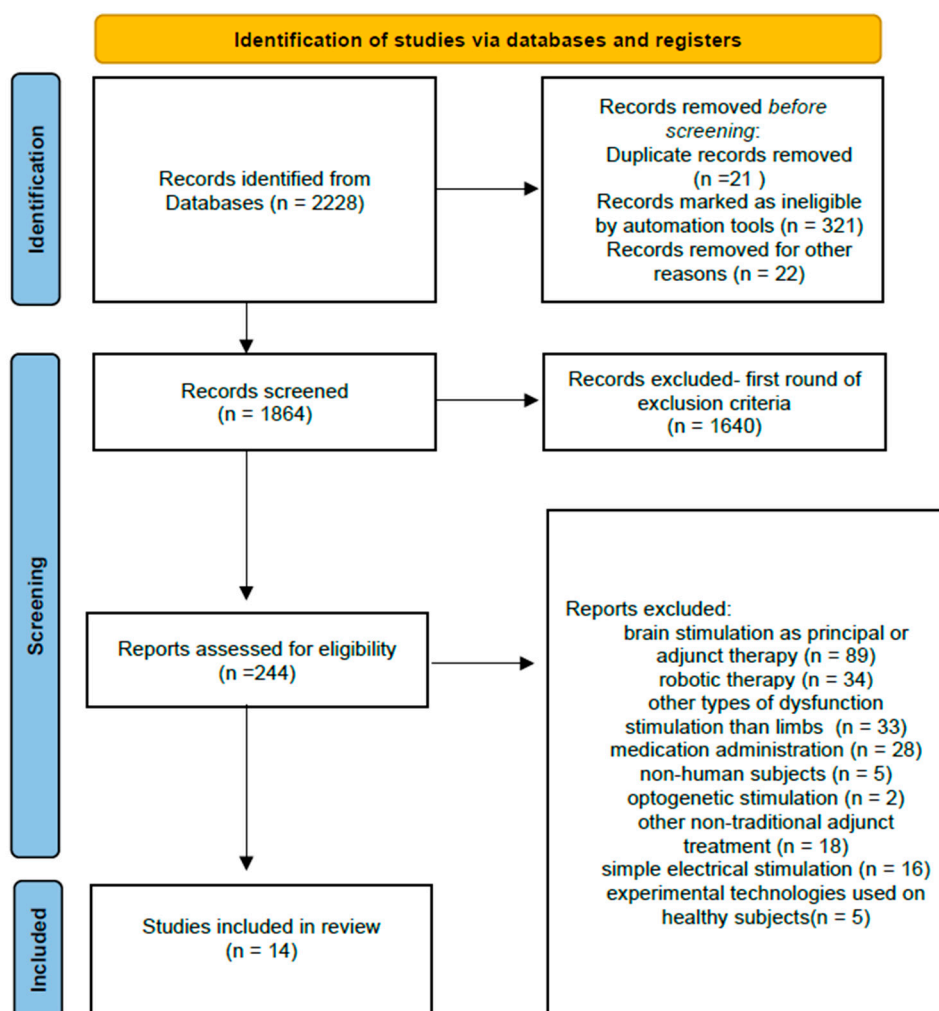 Identification of studies via databases and registers
Identification
Records identified from
Databases (n = 2228)
Records removed before
screening:
Duplicate records removed
(n =21 )
Records marked as ineligible
by automation tools (n = 321)
Records removed for other
reasons (n = 22)
Screening
Records screened
(n = 1864)
Records excluded- first round of
exclusion criteria
(n = 1640)
Reports assessed for eligibility
(n =244)
Reports excluded:
brain stimulation as principal or
adjunct therapy (n = 89)
robotic therapy (n = 34)
other types of dysfunction
stimulation than limbs (n = 33)
medication administration (n = 28)
non-human subjects (n = 5)
optogenetic stimulation (n = 2)
other non-traditional adjunct
treatment (n = 18)
simple electrical stimulation (n = 16)
experimental technologies used on
healthy subjects(n = 5)
Included
Studies included in review
(n = 14)